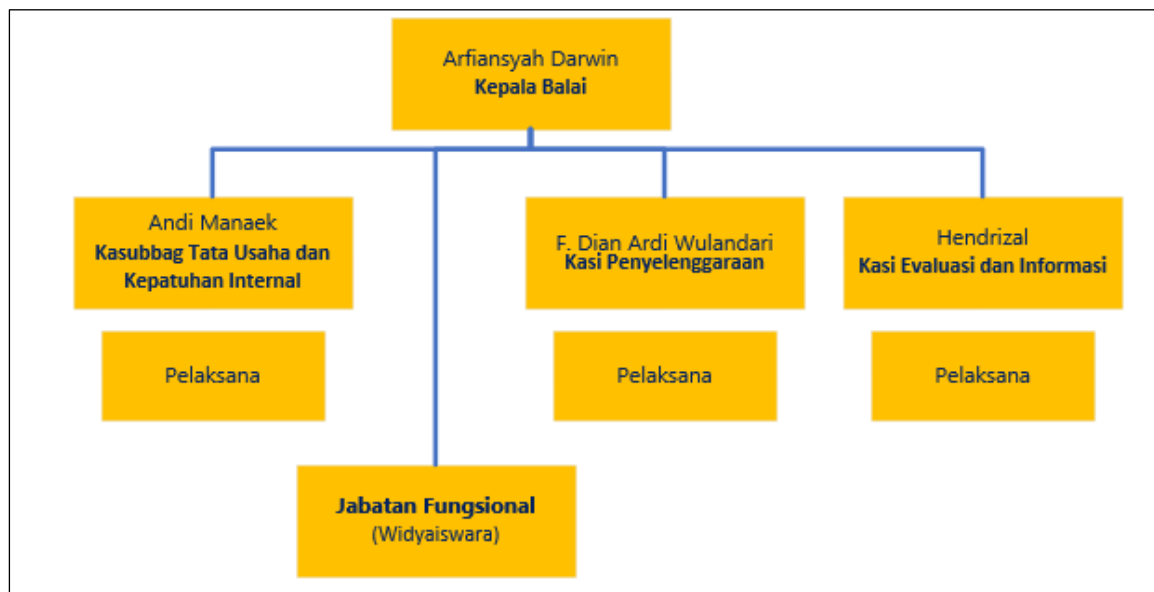 Arfiansyah Darwin
Kepala Balai
Andi Manaek
Kasubbag Tata Usaha dan
Kepatuhan Internal
F. Dian Ardi Wulandari
Kasi Penyelenggaraan
Hendrizal
Kasi Evaluasi dan Informasi
Pelaksana
Pelaksana
Pelaksana
Jabatan Fungsional
(Widyaiswara)